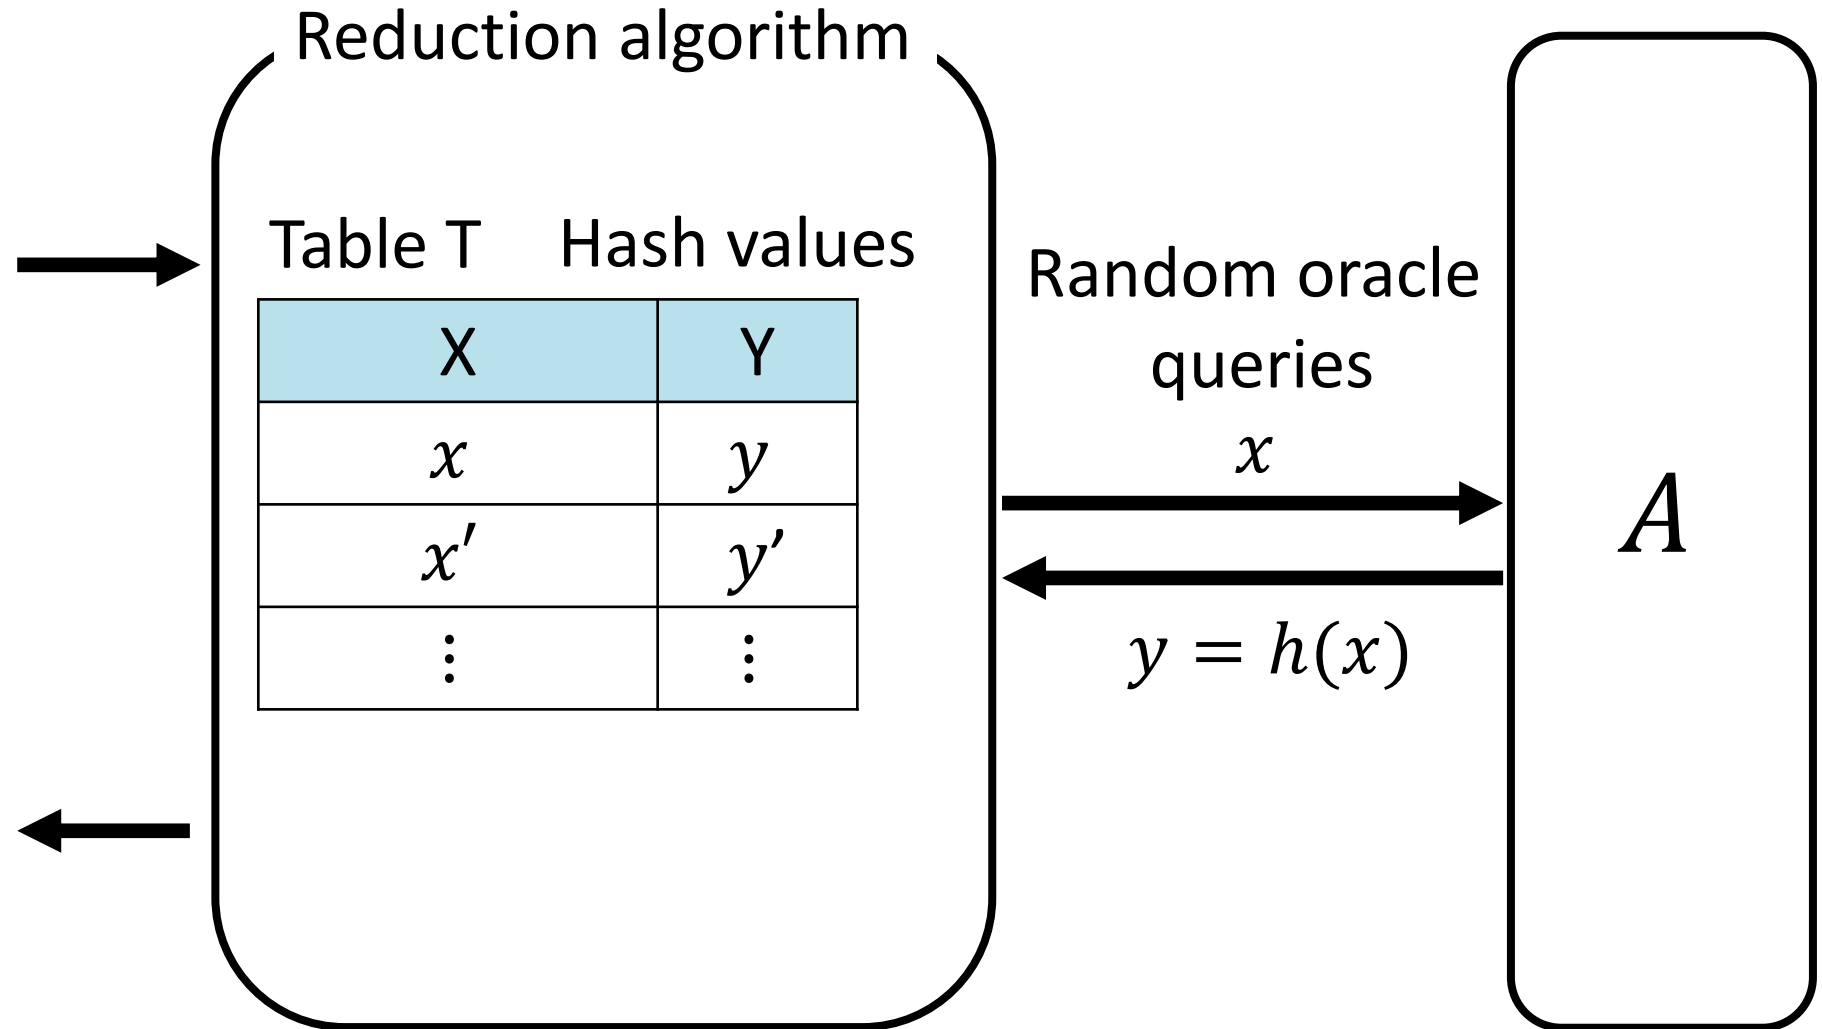 Reduction algorithm
Table T Hash values
X Y
x y
x′ y’
⋮ ⋮
Random oracle
queries
x
y = h(x)
A